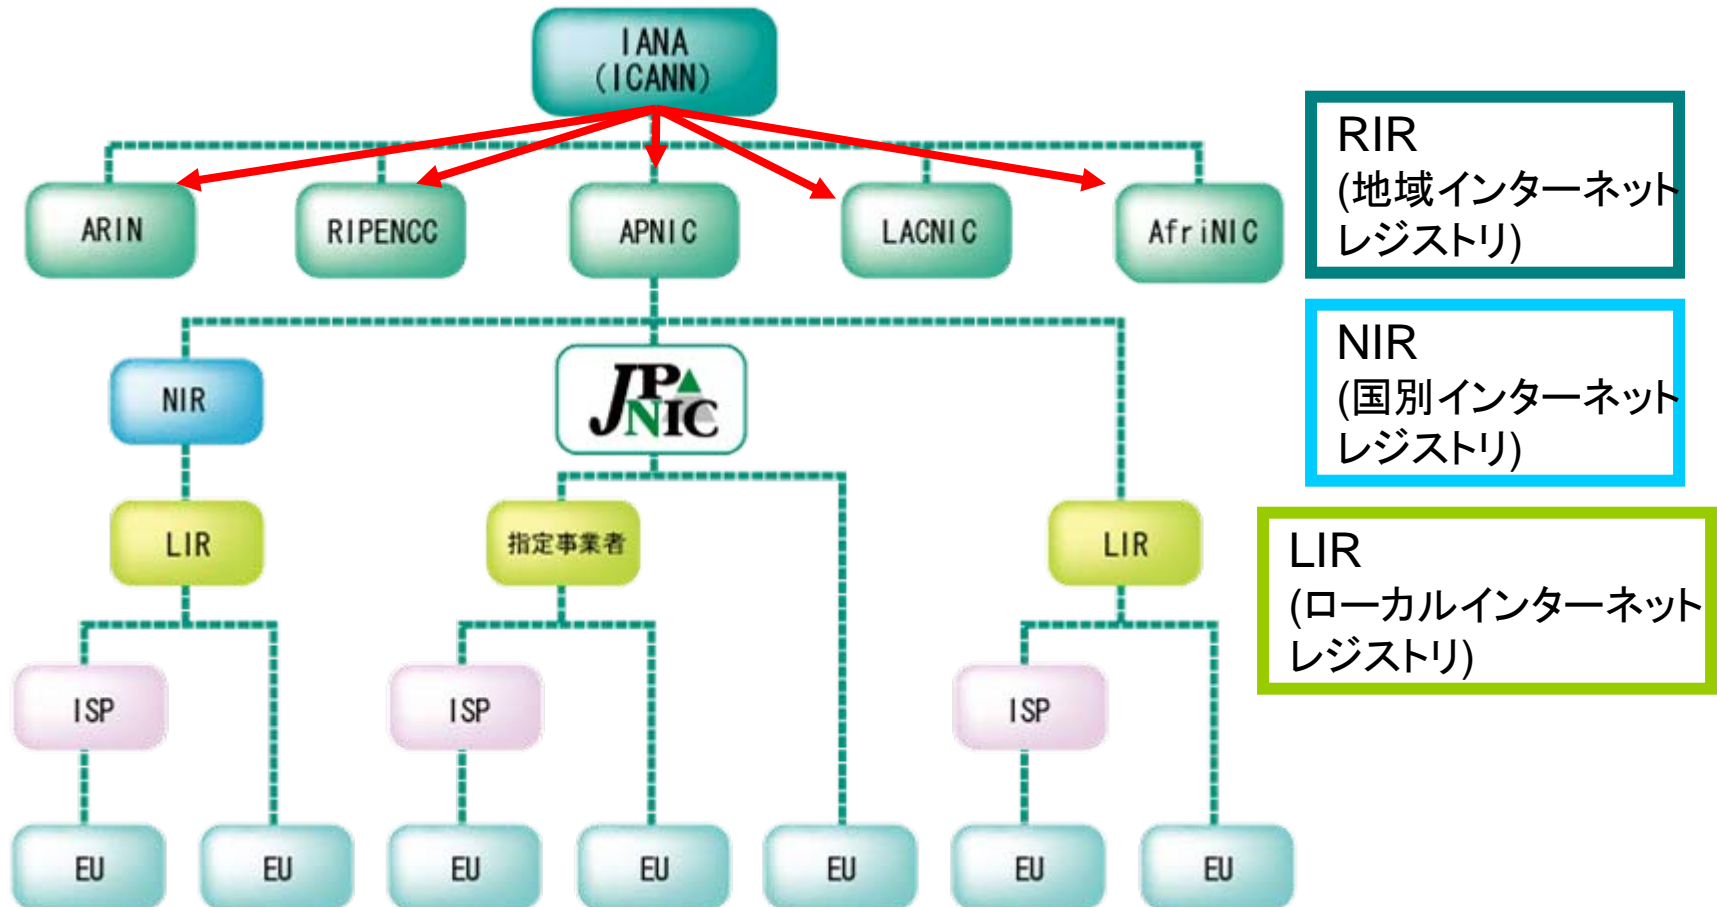 IANA
(ICANN)
ARIN
RIPENCC
APNIC
LACNIC
AfriNIC
RIR
(地域インターネット
レジストリ)
NIR
JPNIC
NIR
(国別インターネット
レジストリ)
LIR
指定事業者
LIR
LIR
(ローカルインターネット
レジストリ)
ISP
ISP
ISP
EU
EU
EU
EU
EU
EU
EU